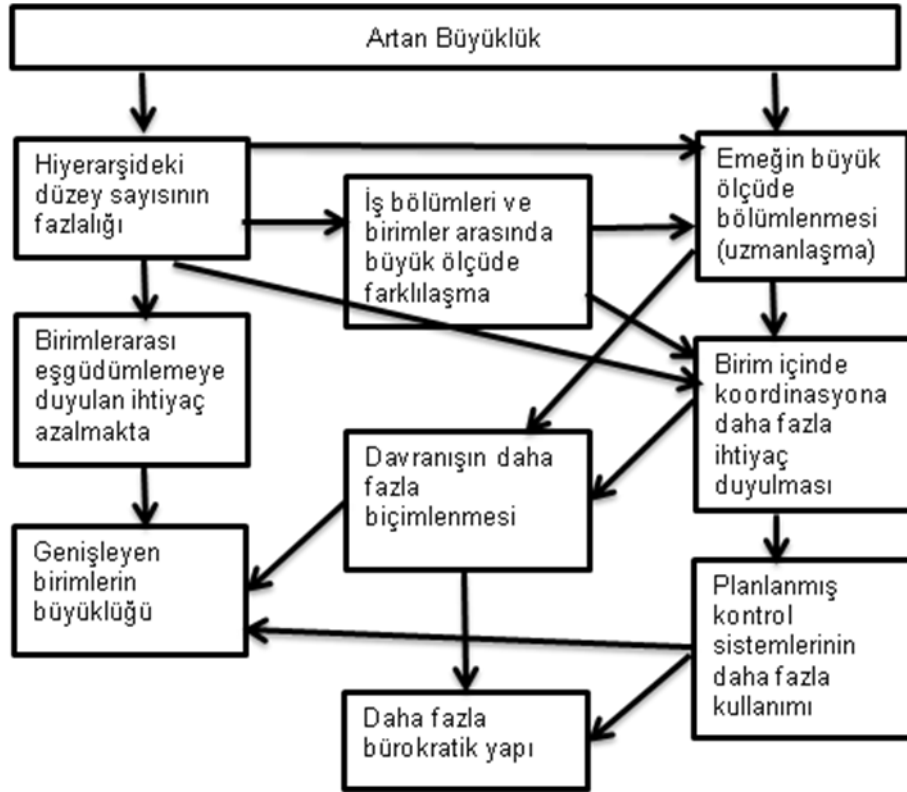 Artan Büyüklük
Hiyerarşideki
düzey sayısının
fazlalığı
İş bölümleri ve
birimler arasında
büyük ölçüde
farklılaşma
Emeğin büyük
ölçüde
bölümlenmesi
(uzmanlaşma)
Birimlerarası
eşgüdümlemeye
duyulan ihtiyaç
azalmakta
Birim içinde
koordinasyona
daha fazla
ihtiyaç
duyulması
Davranışın daha
fazla
biçimlenmesi
Genişleyen
birimlerin
büyüklüğü
Planlanmış
kontrol
sistemlerinin
daha fazla
kullanımı
Daha fazla
bürokratik yapı